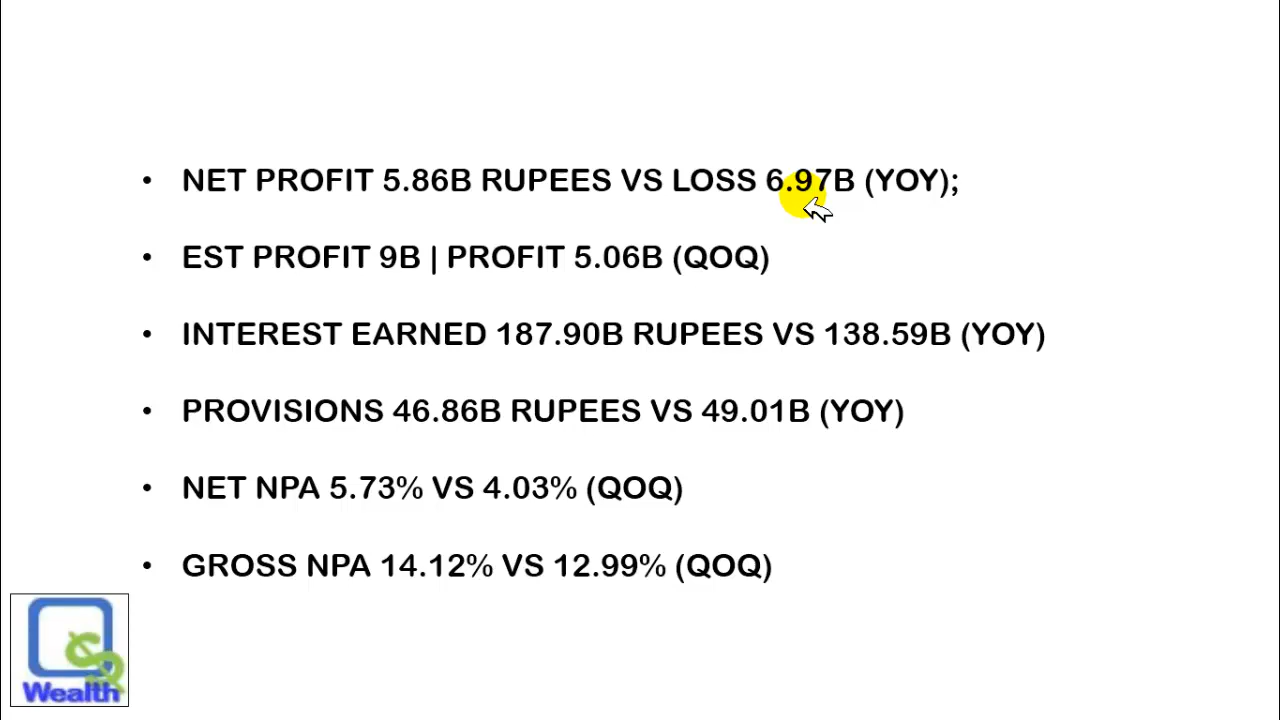 • NET PROFIT 5.86B RUPEES VS LOSS 6.97B (YOY);
• EST PROFIT 9B | PROFIT 5.06B (QOQ)
• INTEREST EARNED 187.90B RUPEES VS 138.59B (YOY)
• PROVISIONS 46.86B RUPEES VS 49.01B (YOY)
• NET NPA 5.73% VS 4.03% (QOQ)
• GROSS NPA 14.12% VS 12.99% (QOQ)
Wealth